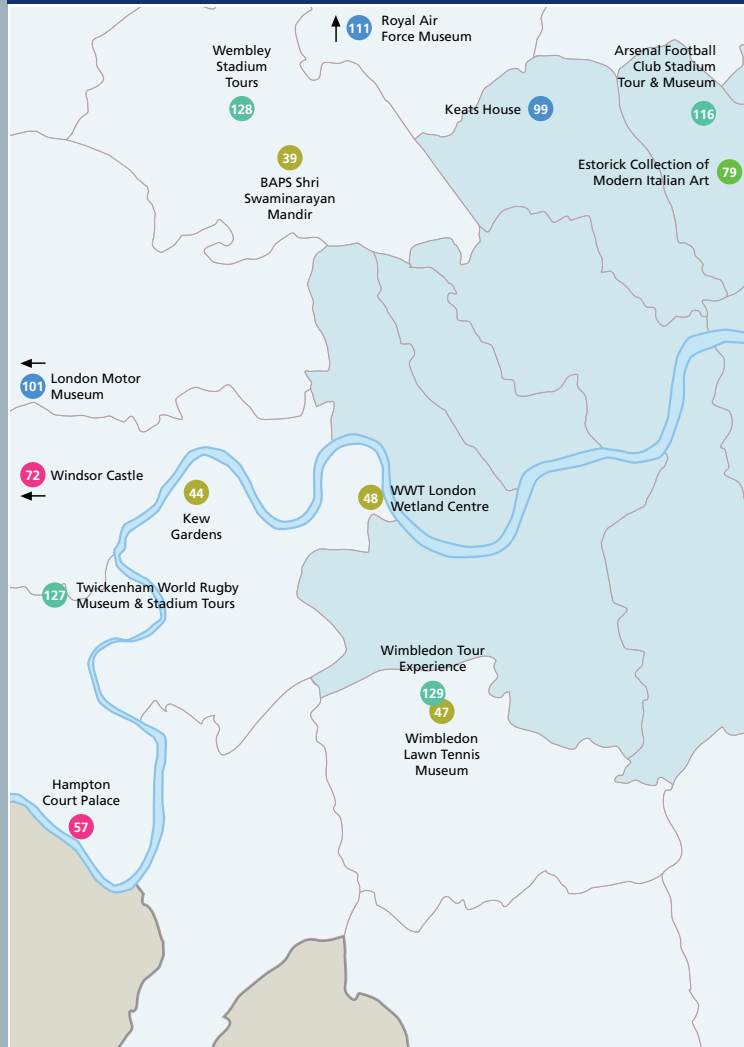 111
Royal Air
Force Museum
Wembley
Stadium
Tours
128
Arsenal Football
Club Stadium
Tour & Museum
116
Keats House
99
39
BAPS Shri
Swaminarayan
Mandir
Estorick Collection of
Modern Italian Art
79
101
London Motor
Museum
72
Windsor Castle
44
Kew
Gardens
48
WWT London
Wetland Centre
127
Twickenham World Rugby
Museum & Stadium Tours
Wimbledon Tour
Experience
129
47
Wimbledon
Lawn Tennis
Museum
Hampton
Court Palace
57